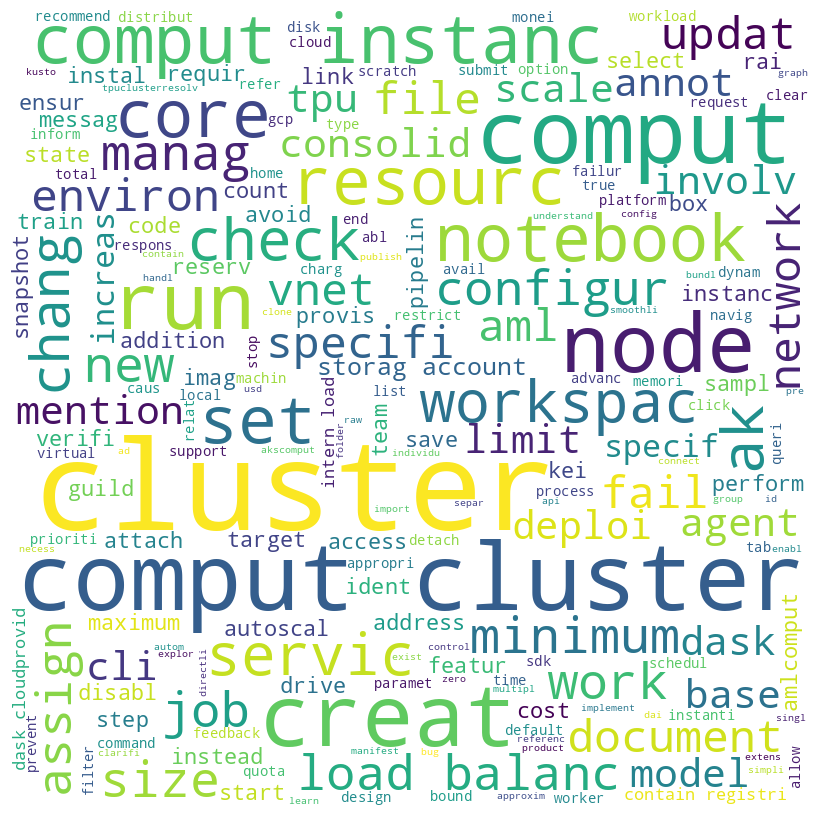 recommend distribut disk monei workload
comput instanc updat
cloud
kusto instal requir link scratch submit option select rai graph
tpuclusterresolv refer annot
ensur core tpu file scale request clear
messag gcp type consolid
inform manag resourc comput
state total home failur involv
environ count true platform box
train code avoid end understand config network
snapshot chang increas respons abl check pipelin notebook
contain reserv charg publish avail bundl dynam
handl run vnet configur instanc
clone provis restrict smoothli navig
addition specifi aml node
new stop storag account advanc memori sampl pre
caus imag machin list click
mention local usd raw workspac ak queri
relat set team save limit specif
verifi intern load folder
virtual support akscomput individu kei perform
cluster process connect
guild ad import separ api group id fail
prioriti attach target access detach deploi agent tab enabl
necess appropri
comput cluster
ident
maximum autoscal address minimum dask amlcomput
autom control
assign cli explor directli servic exist featur sdk work schedul base
dask cloudprovid disabl drive paramet zero time
multipl
prevent step job creat cost default implement dai instanti singl
filter feedback referenc document
clarifi command instead manifest bug product extens allow
size quota load balanc model simpli
start design bound worker contain registri
learn approxim